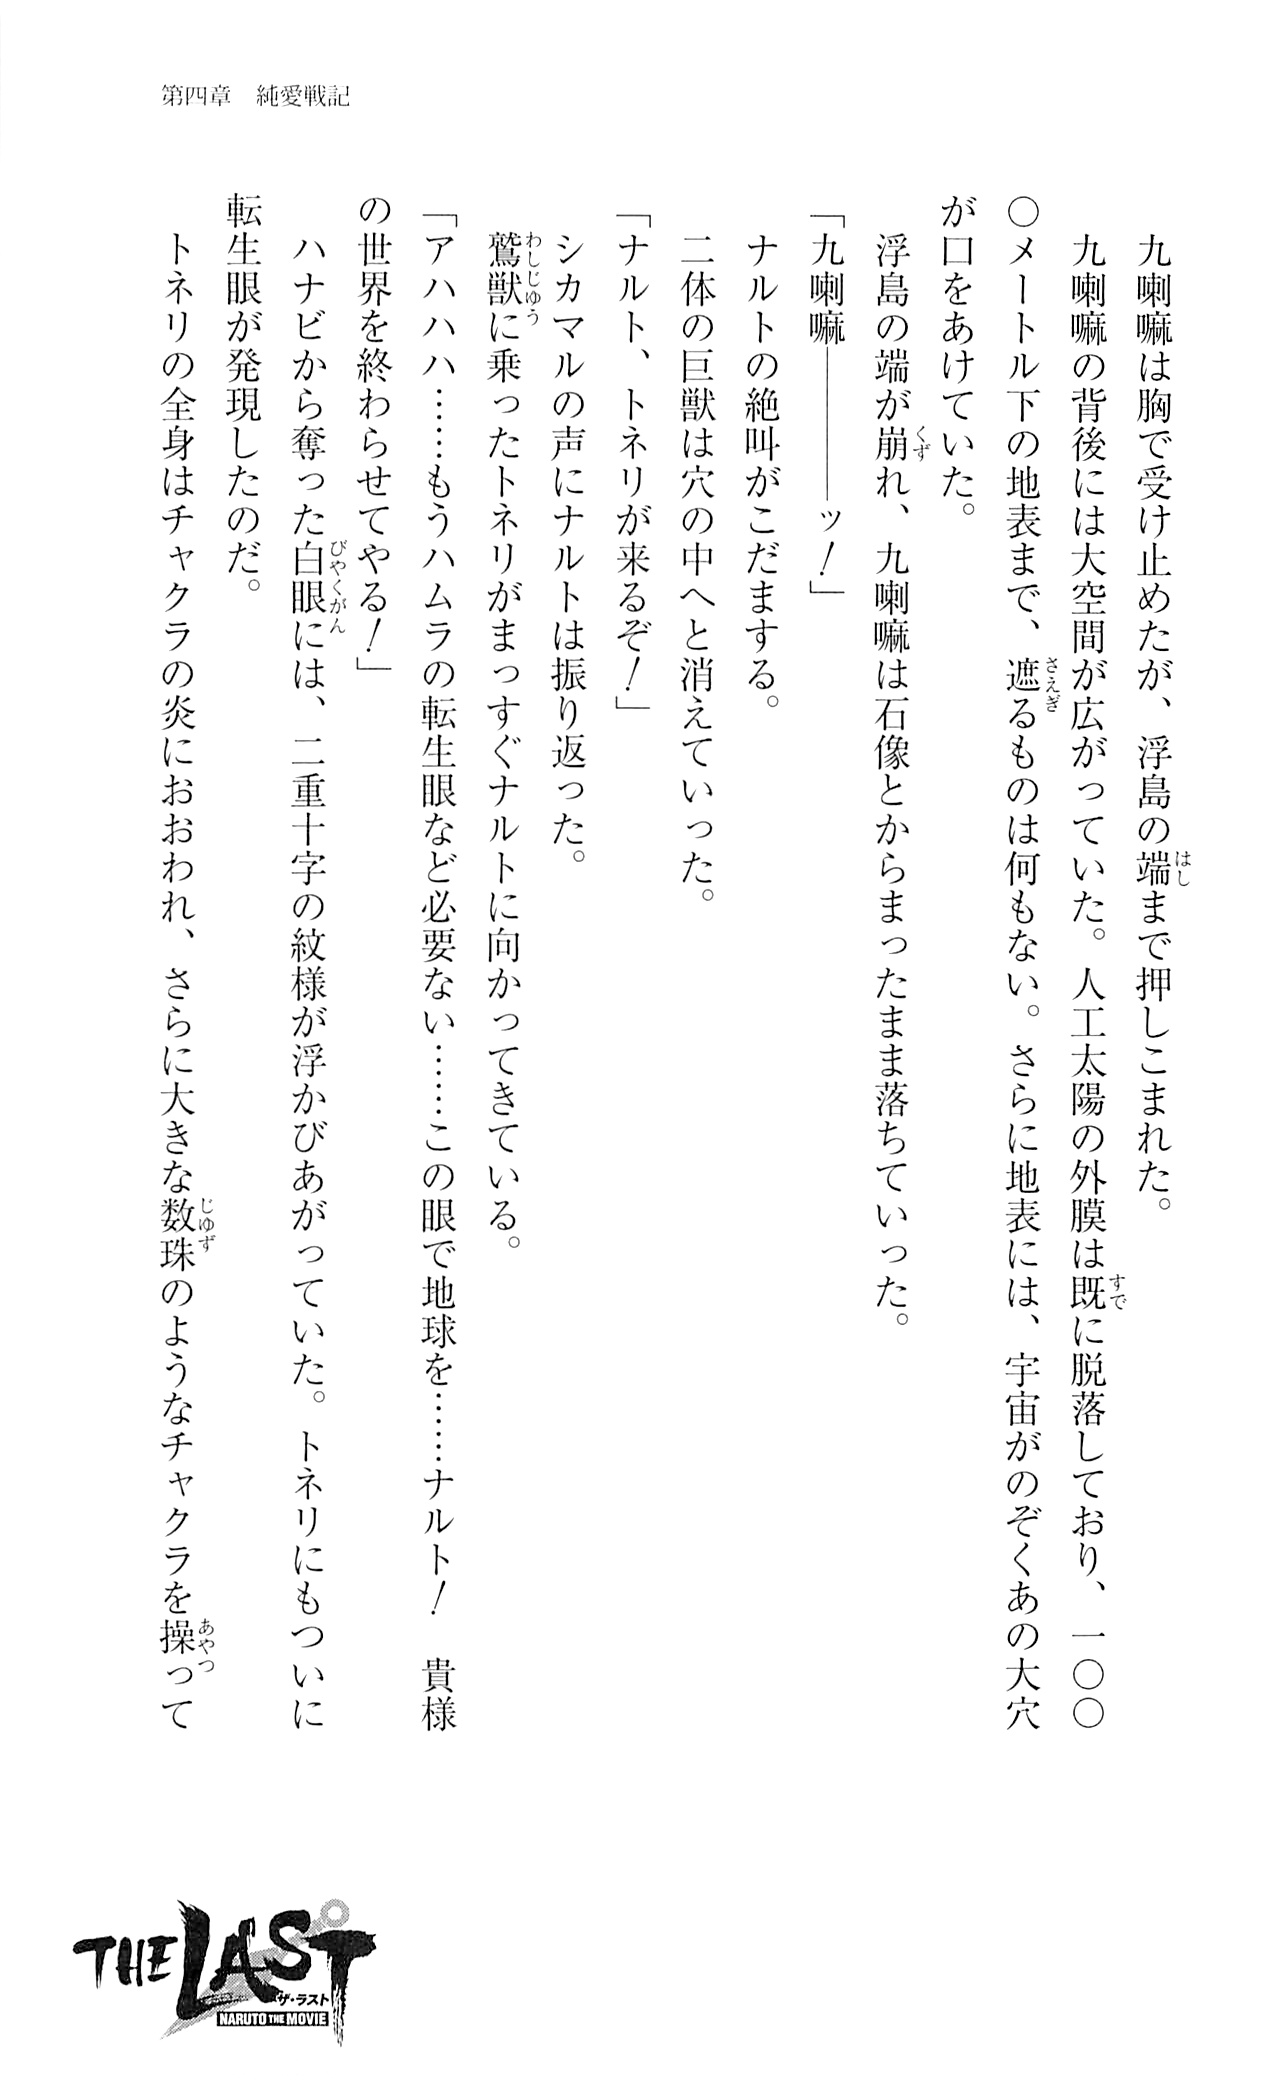 第四章　純愛戦記
　九喇嘛は胸で受け止めたが、浮島の端まで押しこまれた。
　九喇嘛の背後には大空間が広がっていた。人工太陽の外膜は既に脱落しており、一〇〇
〇メートル下の地表まで、遮るものは何もない。さらに地表には、宇宙がのぞくあの大穴
が口をあけていた。
　浮島の端が崩れ、九喇嘛は石像とからまったまま落ちていった。
「九喇嘛――――ッ！」
　ナルトの絶叫がこだまする。
　二体の巨獣は穴の中へと消えていった。
「ナルト、トネリが来るぞ！」
　シカマルの声にナルトは振り返った。
　鷲獣に乗ったトネリがまっすぐナルトに向かってきている。
「アハハハ……もうハムラの転生眼など必要ない……この眼で地球を……ナルト！　貴様
の世界を終わらせてやる！」
　ハナビから奪った白眼には、二重十字の紋様が浮かびあがっていた。トネリにもついに
転生眼が発現したのだ。
　トネリの全身はチャクラの炎におおわれ、さらに大きな数珠のようなチャクラを操って
THE LAST
ザ・ラスト
NARUTO THE MOVIE